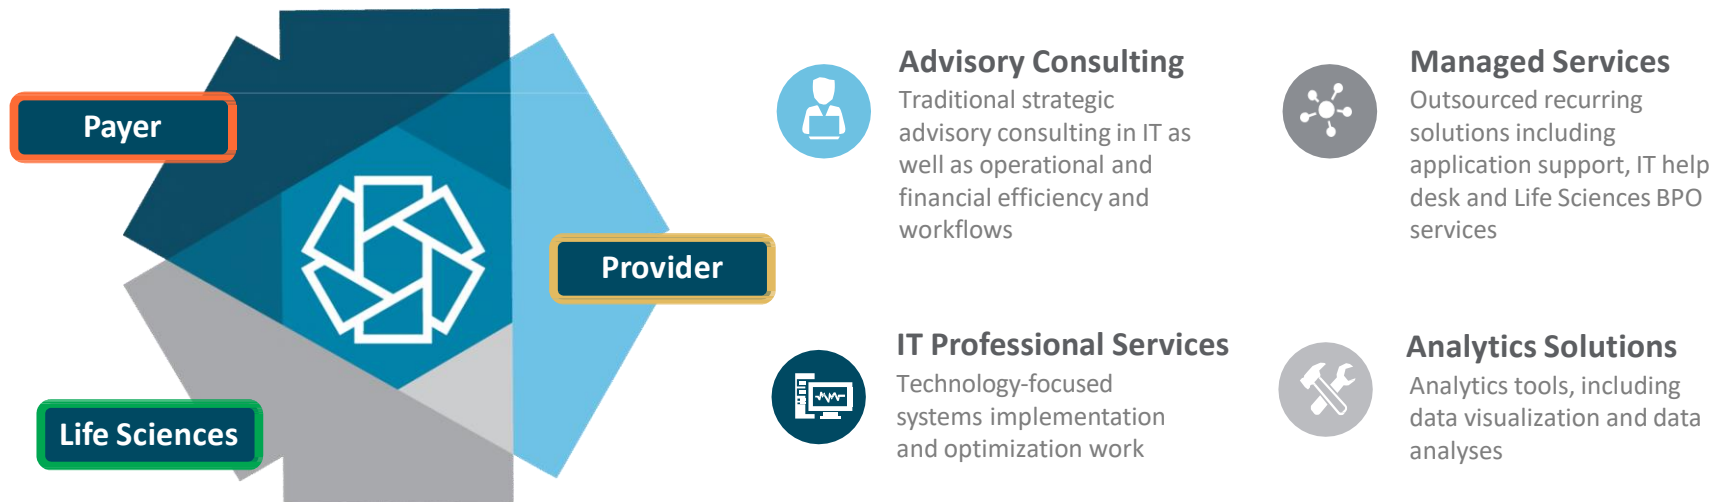 Payer
Provider
Life Sciences
Advisory Consulting
Traditional strategic
advisory consulting in IT as
well as operational and
financial efficiency and
workflows
Managed Services
Outsourced recurring
solutions including
application support, IT help
desk and Life Sciences BPO
services
IT Professional Services
Technology-focused
systems implementation
and optimization work
Analytics Solutions
Analytics tools, including
data visualization and data
analyses